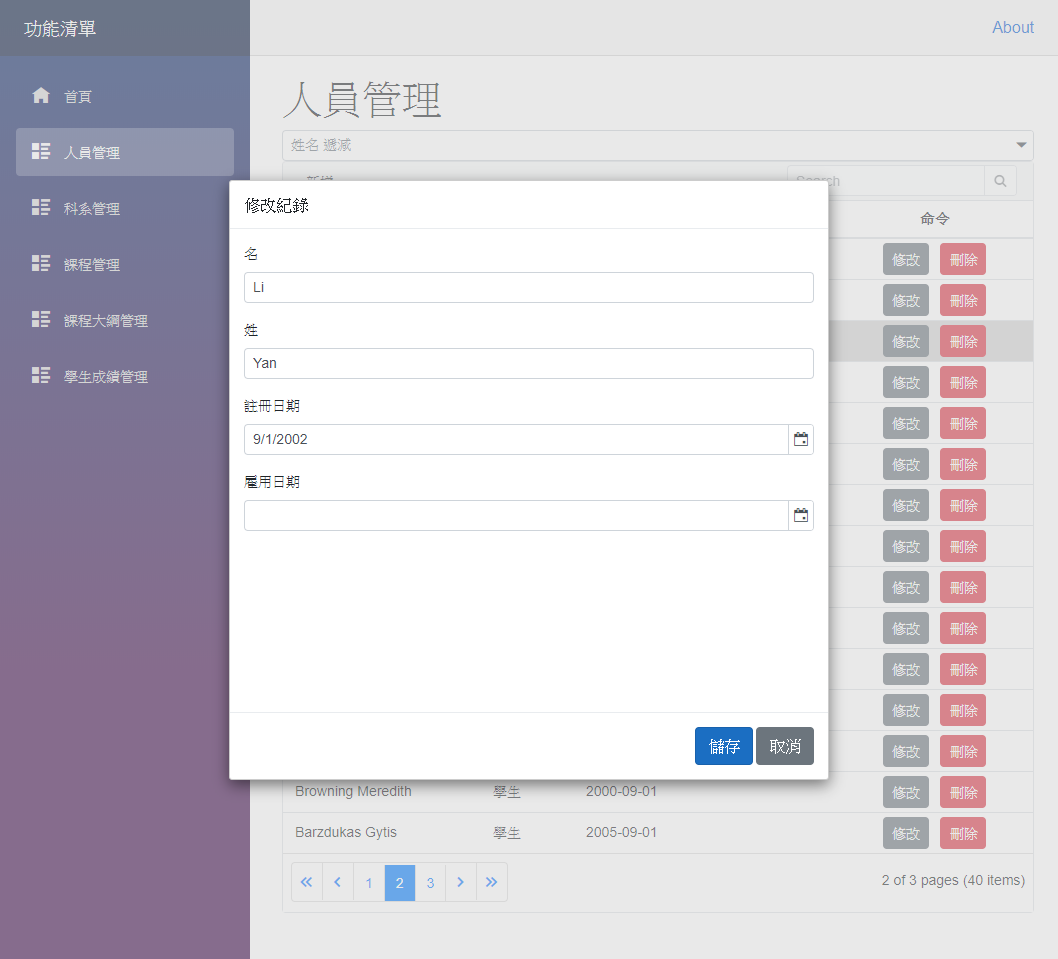 功能清單
About
首頁
人員管理
科系管理
課程管理
課程大綱管理
學生成績管理
人員管理
姓名 遞減
新增
Search
命令
修改紀錄
名
Li
姓
Yan
註冊日期
9/1/2002
雇用日期
儲存 取消
修改 刪除
修改 刪除
修改 刪除
修改 刪除
修改 刪除
修改 刪除
修改 刪除
修改 刪除
修改 刪除
修改 刪除
修改 刪除
修改 刪除
修改 刪除
Browning Meredith 學生 2000-09-01 修改 刪除
Barzdukas Gytis 學生 2005-09-01 修改 刪除
1 2 3
2 of 3 pages (40 items)